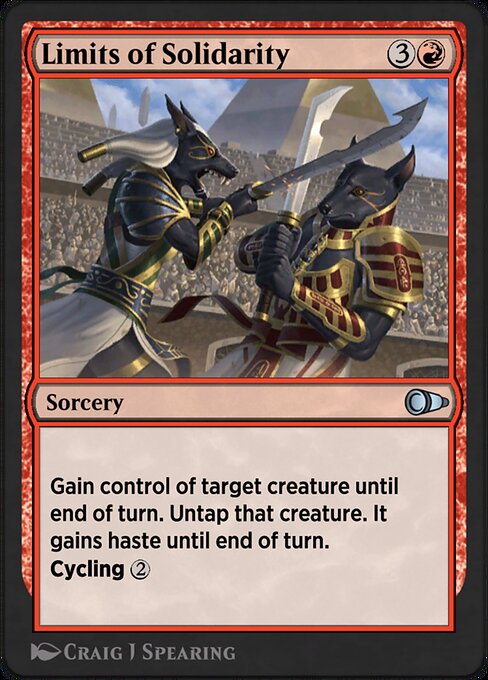 Limits of Solidarity 3
Sorcery
Gain control of target creature until
end of turn. Untap that creature. It
gains haste until end of turn.
Cycling 2
Craig J Spearing